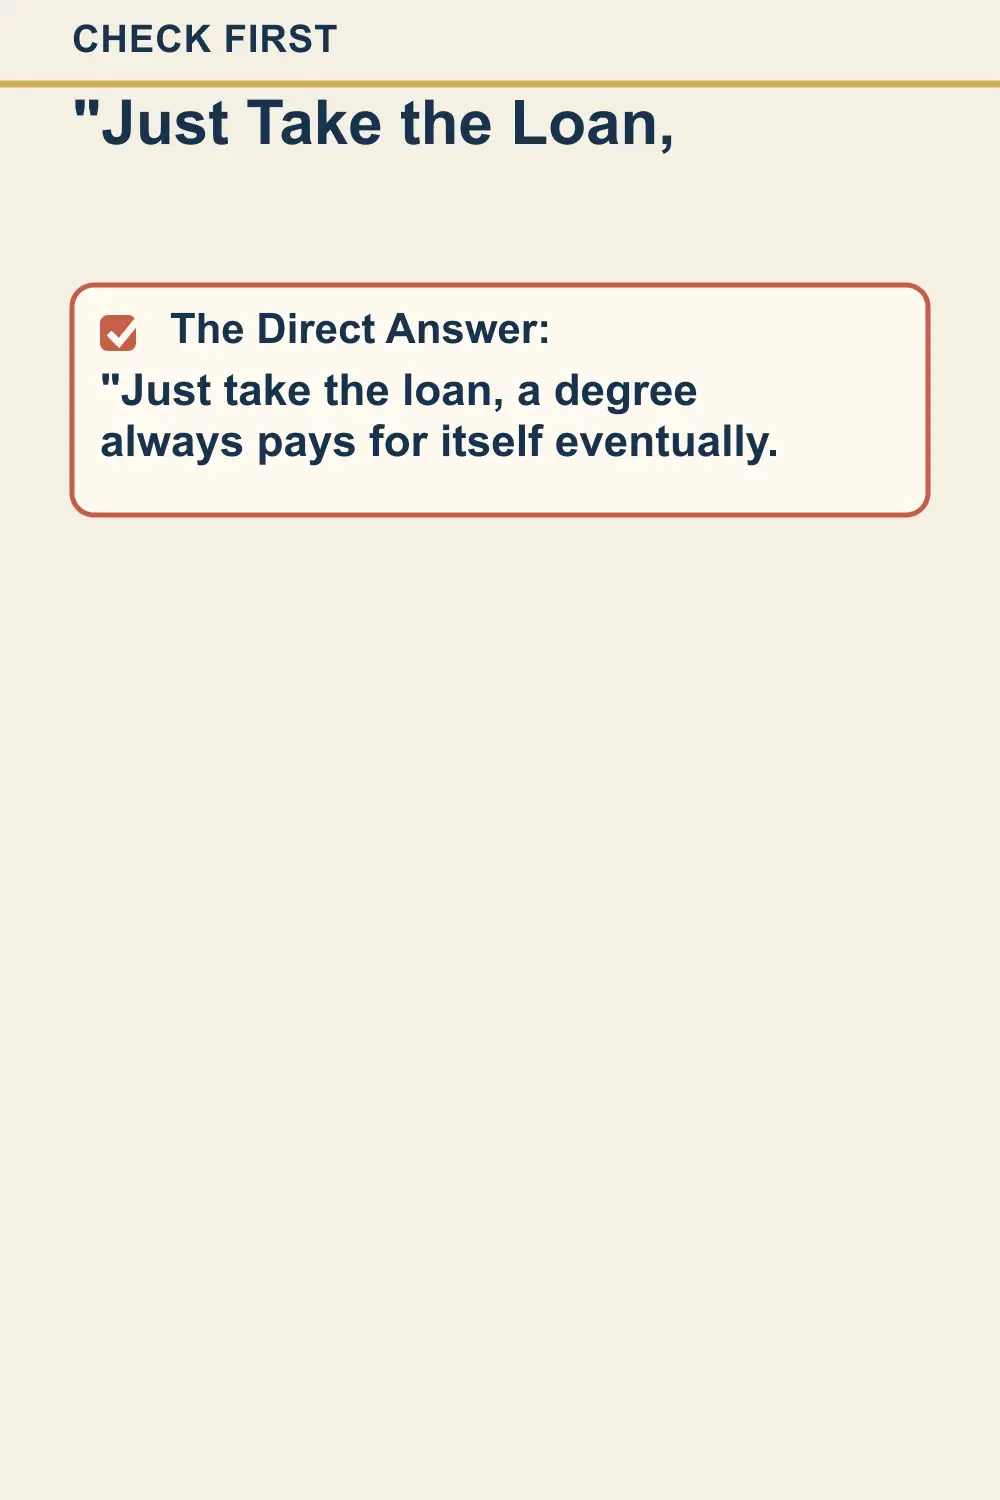 CHECK FIRST
"Just Take the Loan,
The Direct Answer:
"Just take the loan, a degree
always pays for itself eventually.